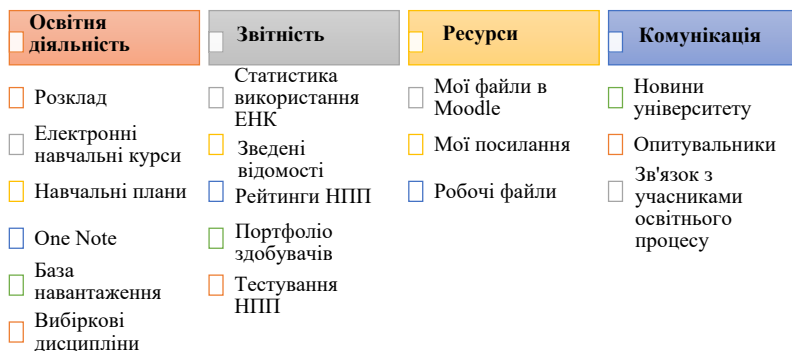 Освітня
діяльність
Розклад
Електронні
навчальні курси
Навчальні плани
One Note
База
навантаження
Вибіркові
дисципліни
Звітність
Статистика
використання
ЕНК
Зведені
відомості
Рейтинги НПП
Портфоліо
здобувачів
Тестування
НПП
Ресурси
Мої файли в
Moodle
Мої посилання
Робочі файли
Комунікація
Новини
університету
Опитувальники
Зв'язок з
учасниками
освітнього
процесу